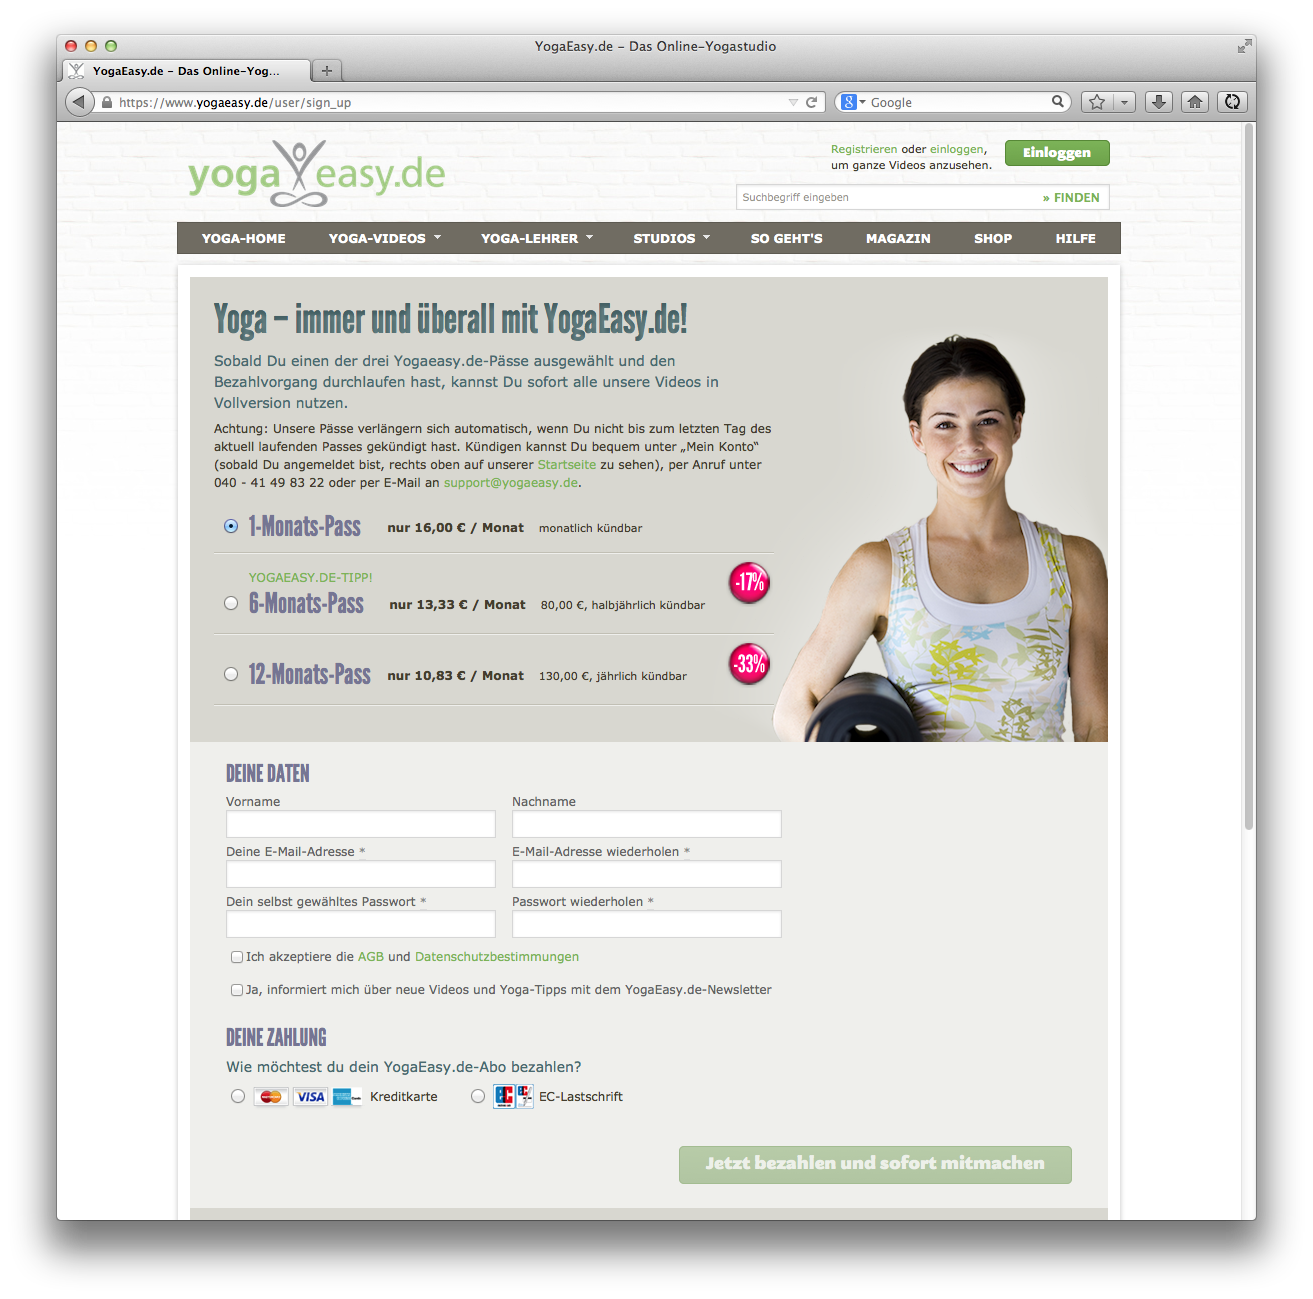 YogaEasy.de – Das Online-Yogastudio
YogaEasy.de – Das Online-Yog...
https://www.yogaeasy.de/user/sign_up
Google
yoga easy.de
Registrieren oder einloggen,
um ganze Videos anzusehen.
Einloggen
Suchbegriff eingeben
» FINDEN
YOGA-HOME YOGA-VIDEOS YOGA-LEHRER STUDIOS SO GEHT'S MAGAZIN SHOP HILFE
Yoga – immer und überall mit YogaEasy.de!
Sobald Du einen der drei Yogaeasy.de-Pässe ausgewählt und den
Bezahlvorgang durchlaufen hast, kannst Du sofort alle unsere Videos in
Vollversion nutzen.
Achtung: Unsere Pässe verlängern sich automatisch, wenn Du nicht bis zum letzten Tag des
aktuell laufenden Passes gekündigt hast. Kündigen kannst Du bequem unter „Mein Konto“
(sobald Du angemeldet bist, rechts oben auf unserer Startseite zu sehen), per Anruf unter
040 - 41 49 83 22 oder per E-Mail an support@yogaeasy.de.
1-Monats-Pass nur 16,00 € / Monat monatlich kündbar
YOGAEASY.DE-TIPP!
6-Monats-Pass nur 13,33 € / Monat 80,00 €, halbjährlich kündbar -17%
12-Monats-Pass nur 10,83 € / Monat 130,00 €, jährlich kündbar -33%
DEINE DATEN
Vorname Nachname
Deine E-Mail-Adresse * E-Mail-Adresse wiederholen *
Dein selbst gewähltes Passwort * Passwort wiederholen *
Ich akzeptiere die AGB und Datenschutzbestimmungen
Ja, informiert mich über neue Videos und Yoga-Tipps mit dem YogaEasy.de-Newsletter
DEINE ZAHLUNG
Wie möchtest du dein YogaEasy.de-Abo bezahlen?
MasterCard VISA Kreditkarte EC EC-Lastschrift
Jetzt bezahlen und sofort mitmachen